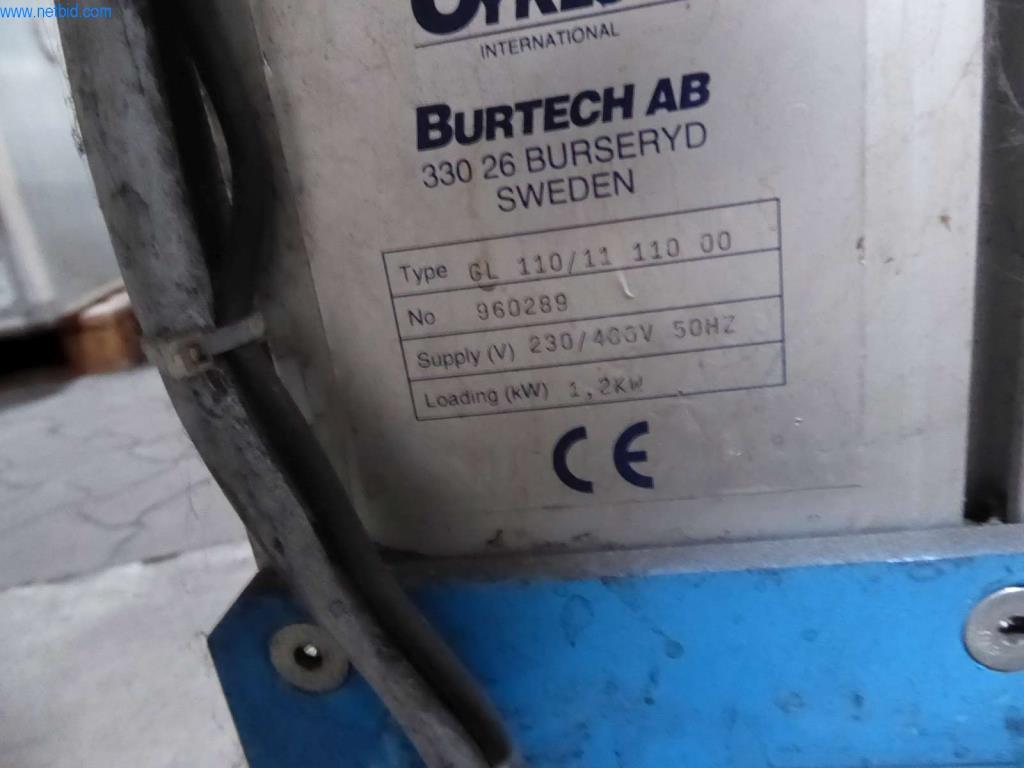 www.netbid.com
INTERNATIONAL
BURTECH AB
330 26 BURSERYD
SWEDEN
Type GL 110/11 110 00
No 960289
Supply (V) 230/400V 50HZ
Loading (kW) 1,2KW
CE